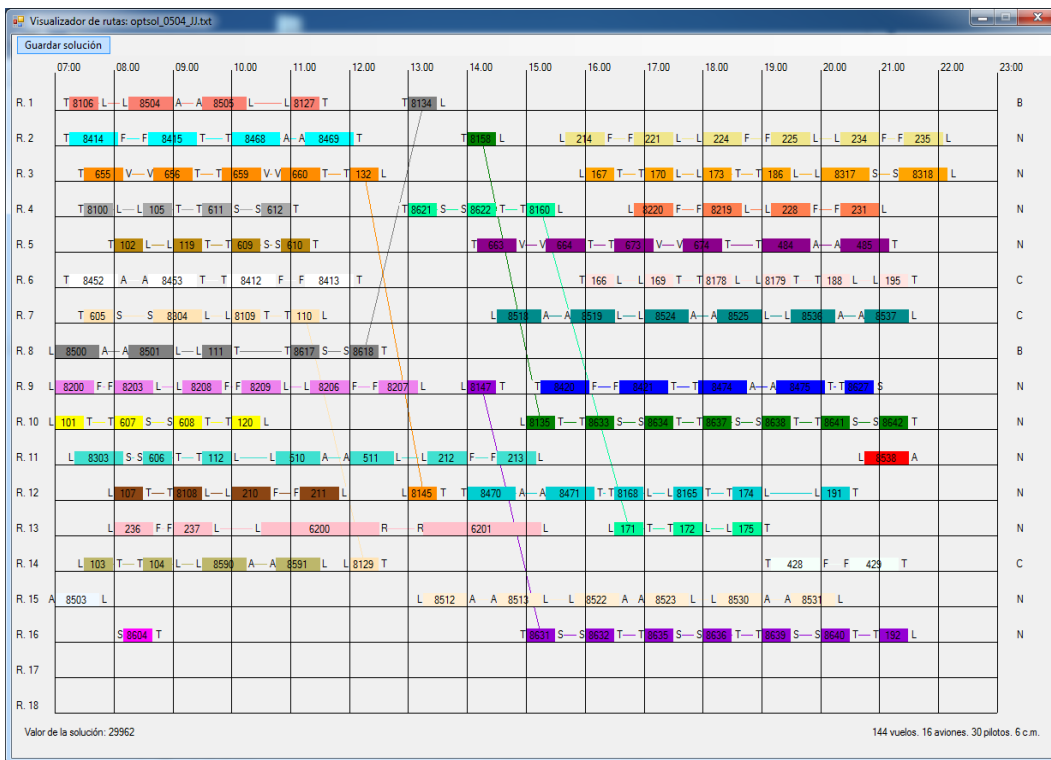 Visualizador de rutas: optsol_0504_JJ.txt
Guardar solución
07:00 08.00 09.00 10.00 11.00 12.00 13.00 14.00 15.00 16.00 17.00 18.00 19.00 20.00 21.00 22.00 23:00
R. 1 T 8106 L L 8504 A A 8505 L L 8127 T T 8134 L B
R. 2 T 8414 F F 8415 T T 8468 A A 8469 T T 8158 L L 214 F F 221 L L 224 F F 225 L L 234 F F 235 L N
R. 3 T 655 V V 656 T T 659 V V 660 T T 132 L L 167 T T 170 L L 173 T T 186 L L 8317 S S 8318 L N
R. 4 T 8100 L L 105 T T 611 S S 612 T T 8621 S S 8622 T T 8160 L L 8220 F F 8219 L L 228 F F 231 L N
R. 5 T 102 L L 119 T T 609 S S 610 T T 663 V V 664 T T 673 V V 674 T T 484 A A 485 T N
R. 6 T 8452 A A 8453 T T 8412 F F 8413 T T 166 L L 169 T T 8178 L L 8179 T T 188 L L 195 T C
R. 7 T 605 S S 8304 L L 8109 T T 110 L L 8518 A A 8519 L L 8524 A A 8525 L L 8536 A A 8537 L C
R. 8 L 8500 A A 8501 L L 111 T T 8617 S S 8618 T B
R. 9 L 8200 F F 8203 L L 8208 F F 8209 L L 8206 F F 8207 L L 8147 T T 8420 F F 8421 T T 8474 A A 8475 T T 8627 S N
R. 10 L 101 T T 607 S S 608 T T 120 L L 8135 T T 8633 S S 8634 T T 8637 S S 8638 T T 8641 S S 8642 T N
R. 11 L 8303 S S 606 T T 112 L L 510 A A 511 L L 212 F F 213 L L 8538 A N
R. 12 L 107 T T 8108 L L 210 F F 211 L L 8145 T T 8470 A A 8471 T T 8168 L L 8165 T T 174 L L 191 T N
R. 13 L 236 F F 237 L L 6200 R R 6201 L L 171 T T 172 L L 175 T N
R. 14 L 103 T T 104 L L 8590 A A 8591 L L 8129 T T 428 F F 429 T C
R. 15 A 8503 L L 8512 A A 8513 L L 8522 A A 8523 L L 8530 A A 8531 L N
R. 16 S 8604 T T 8631 S S 8632 T T 8635 S S 8636 T T 8639 S S 8640 T T 192 L N
R. 17
R. 18
Valor de la solución: 29962 144 vuelos. 16 aviones. 30 pilotos. 6 c.m.